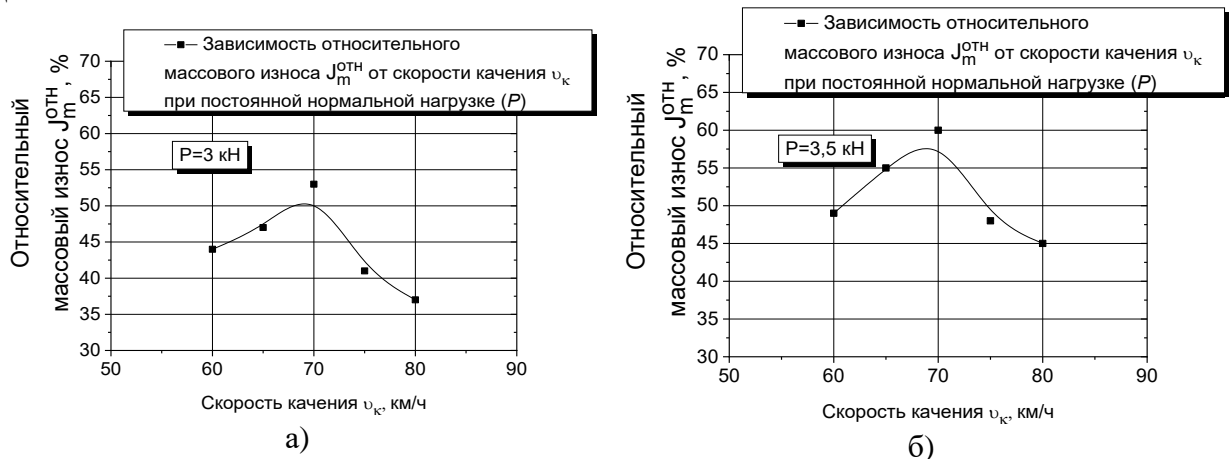 Зависимость относительного
массового износа J_m^отн от скорости качения υ_к
при постоянной нормальной нагрузке (P)
P=3 кН
Относительный
массовый износ J_m^отн, %
70
65
60
55
50
45
40
35
30
50 60 70 80 90
Скорость качения υ_к, км/ч
а)
Зависимость относительного
массового износа J_m^отн от скорости качения υ_к
при постоянной нормальной нагрузке (P)
P=3,5 кН
Относительный
массовый износ J_m^отн, %
70
65
60
55
50
45
40
35
30
50 60 70 80 90
Скорость качения υ_к, км/ч
б)